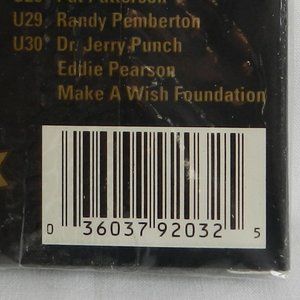 U29 Randy Pemberton
U30 Dr. Jerry Punch
Eddie Pearson
Make A Wish Foundation
0 36037 92032 5